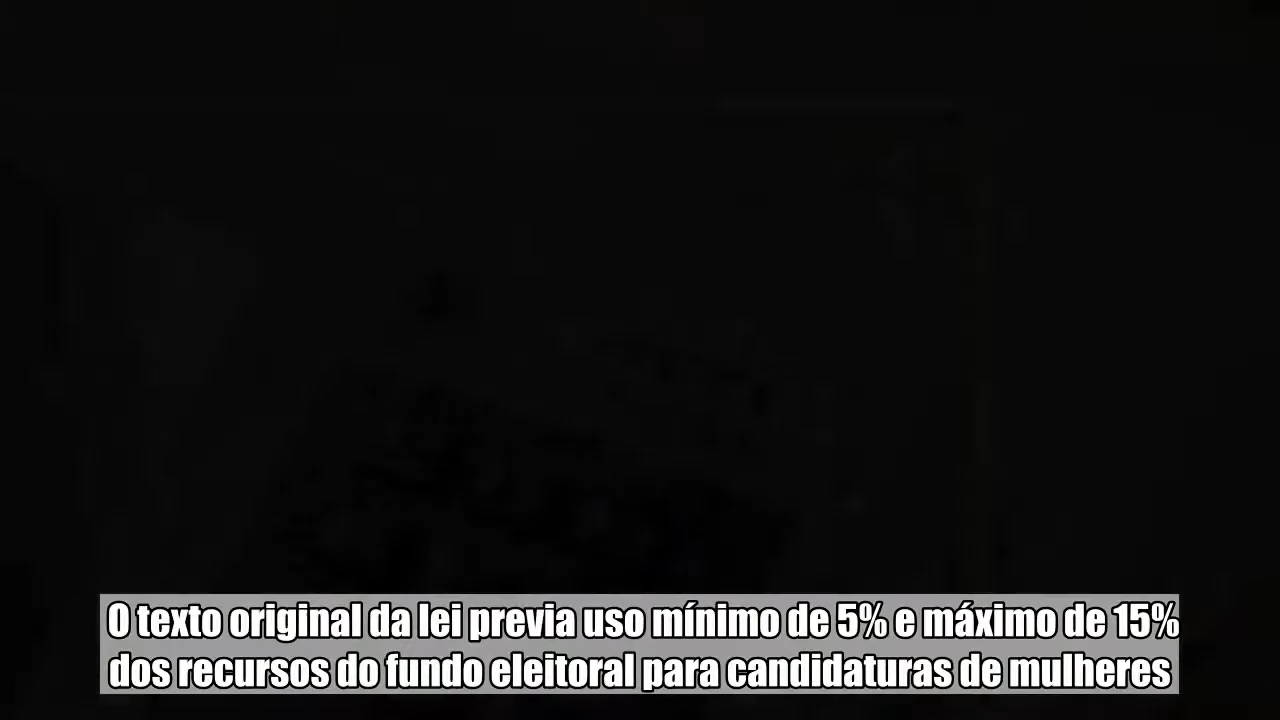 O texto original da lei previa uso mínimo de 5% e máximo de 15%
dos recursos do fundo eleitoral para candidaturas de mulheres